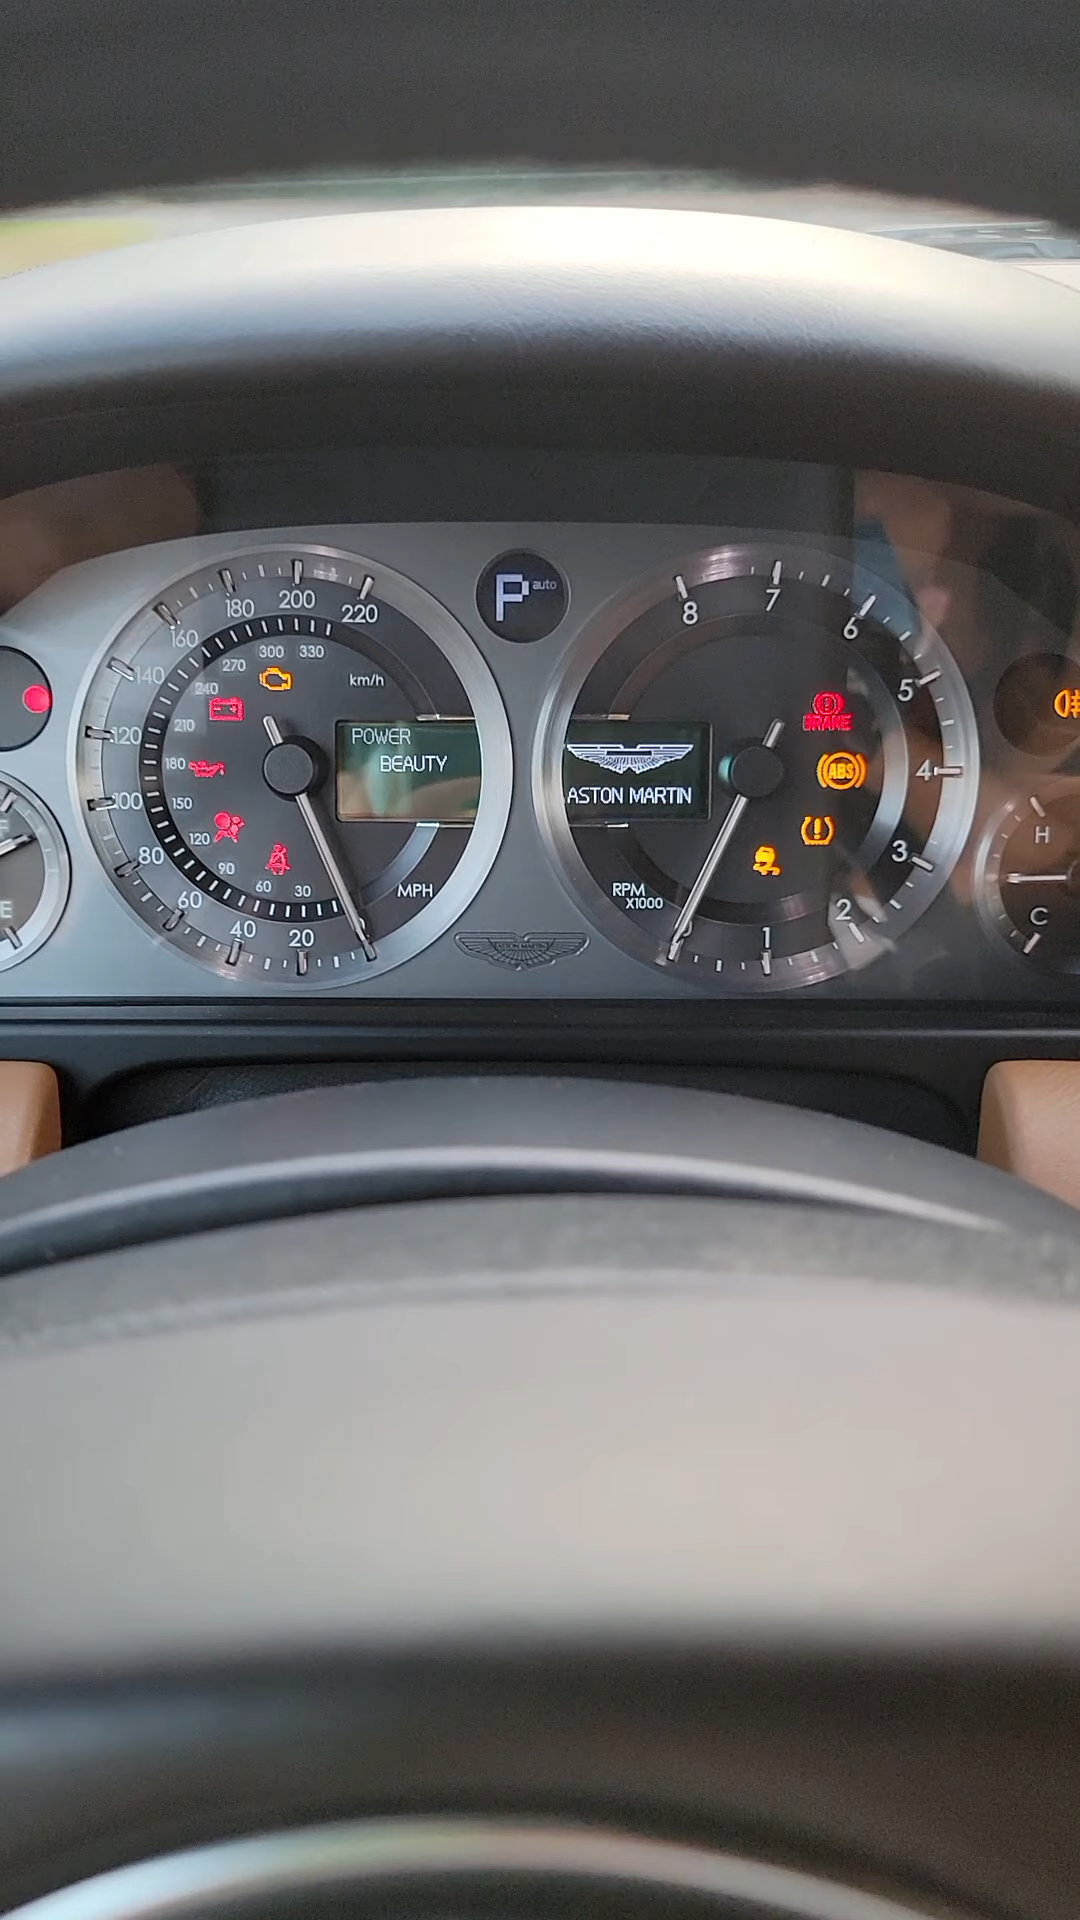 P auto
220
200
180
160
140
120
100
80
60
40
20
MPH
330
300
270
240
210
180
150
120
90
60
30
km/h
POWER
BEAUTY
ASTON MARTIN
8
7
6
5
4
3
2
1
RPM
X1000
BRAKE
ABS
ASTON MARTIN
E
H
C